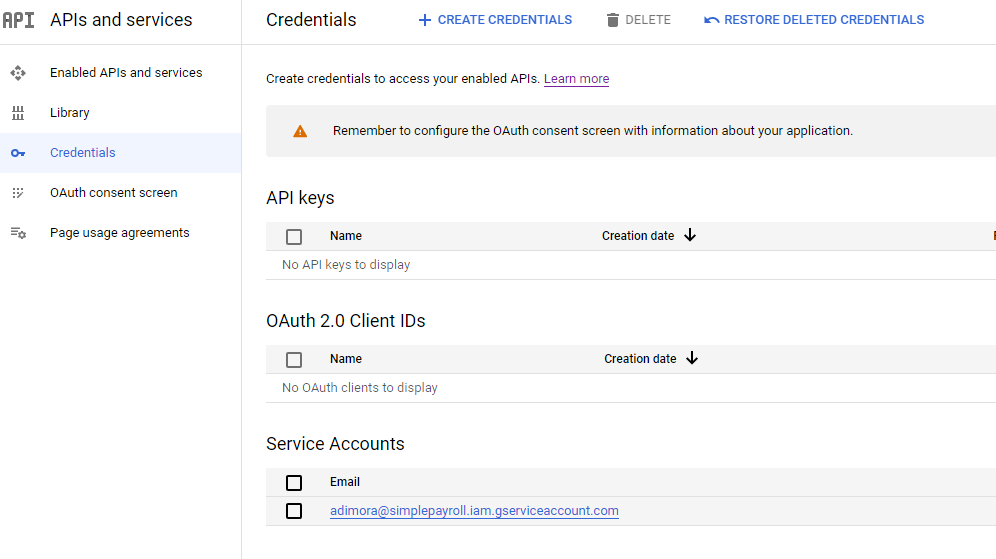 API APIs and services
Credentials
CREATE CREDENTIALS
DELETE
RESTORE DELETED CREDENTIALS
Enabled APIs and services
Library
Credentials
OAuth consent screen
Page usage agreements
Create credentials to access your enabled APIs. Learn more
Remember to configure the OAuth consent screen with information about your application.
API keys
Name Creation date
No API keys to display
OAuth 2.0 Client IDs
Name Creation date
No OAuth clients to display
Service Accounts
Email
adimora@simplepayroll.iam.gserviceaccount.com